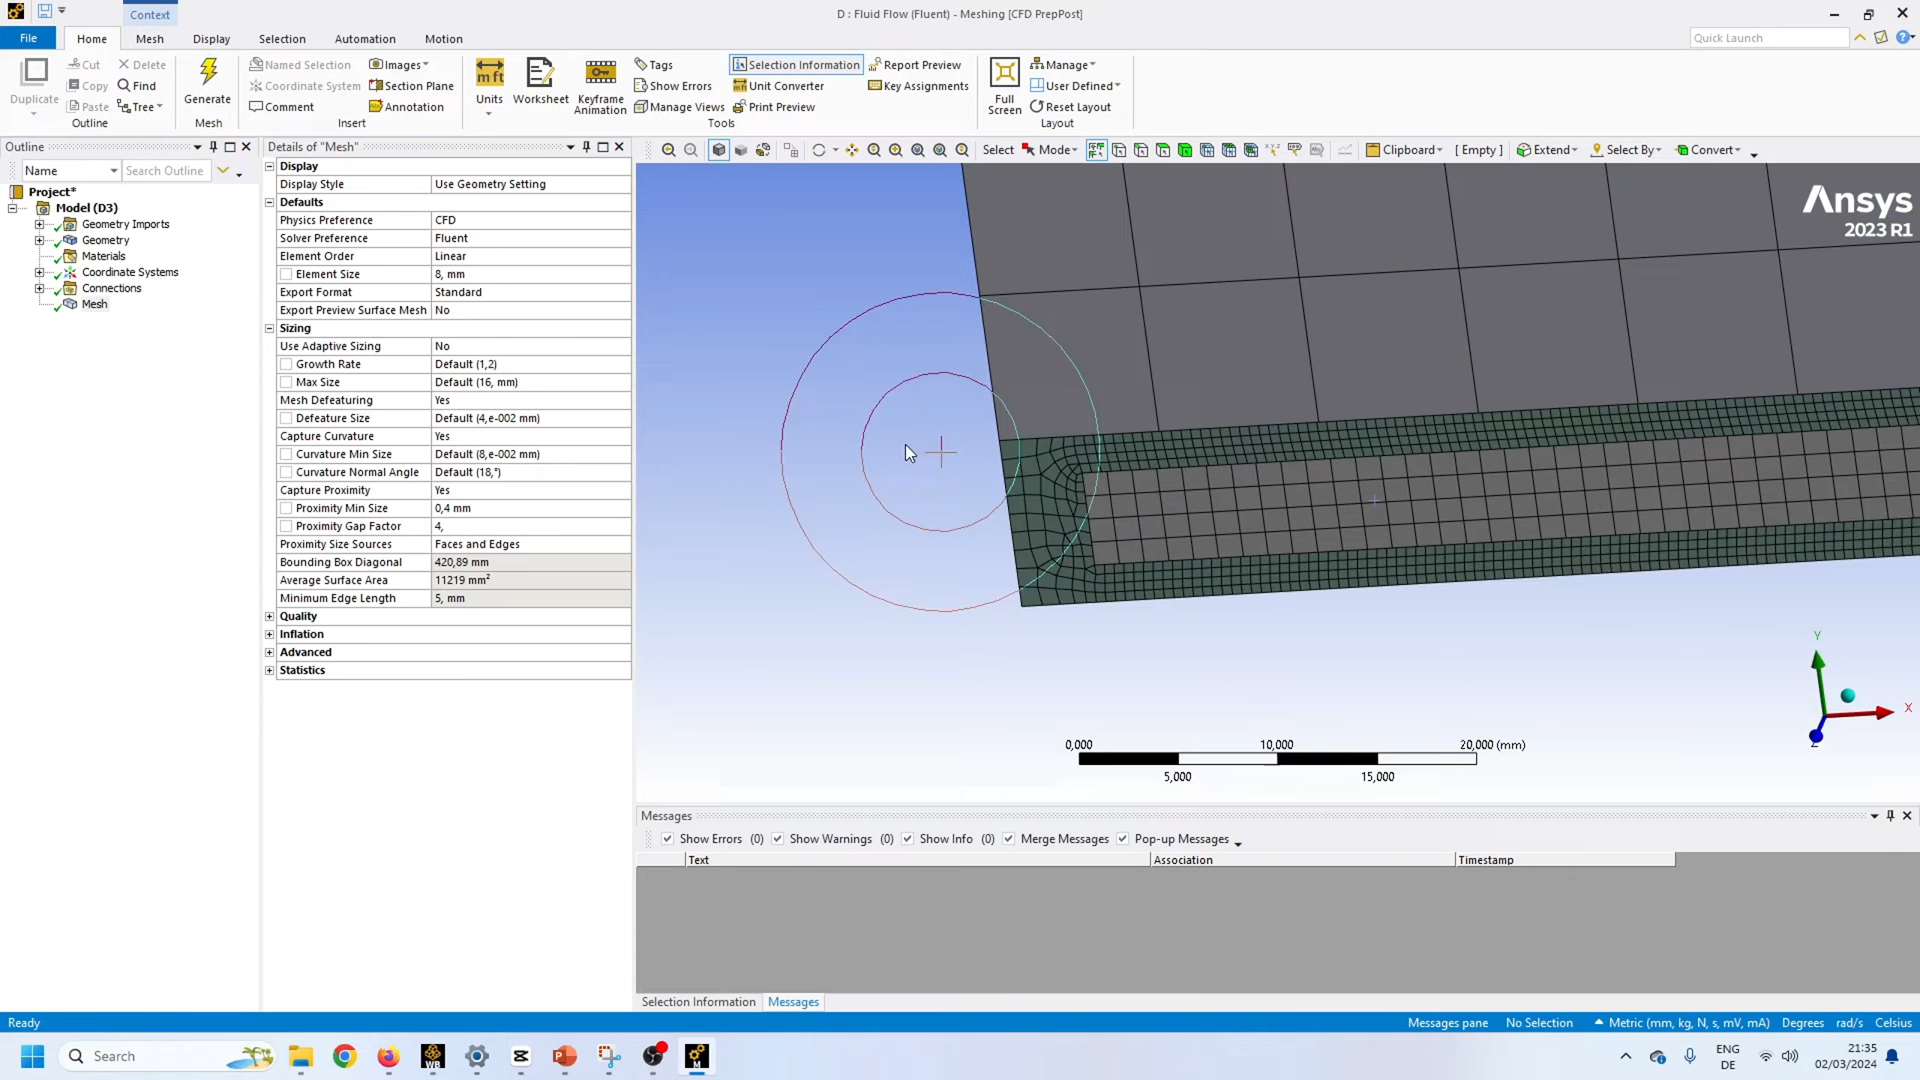 Context
D : Fluid Flow (Fluent) - Meshing [CFD PrepPost]
File Home Mesh Display Selection Automation Motion
Quick Launch
Duplicate
Cut
Copy
Paste
Delete
Find
Tree
Outline
Generate
Mesh
Named Selection
Coordinate System
Comment
Images
Section Plane
Annotation
Insert
mft
Units
Worksheet
Keyframe
Animation
Tags
Show Errors
Manage Views
Selection Information
Unit Converter
Print Preview
Report Preview
Key Assignments
Tools
Full
Screen
Manage
User Defined
Reset Layout
Layout
Outline
Name Search Outline
Project*
Model (D3)
Geometry Imports
Geometry
Materials
Coordinate Systems
Connections
Mesh
Details of "Mesh"
Display
Display Style Use Geometry Setting
Defaults
Physics Preference CFD
Solver Preference Fluent
Element Order Linear
Element Size 8, mm
Export Format Standard
Export Preview Surface Mesh No
Sizing
Use Adaptive Sizing No
Growth Rate Default (1,2)
Max Size Default (16, mm)
Mesh Defeaturing Yes
Defeature Size Default (4,e-002 mm)
Capture Curvature Yes
Curvature Min Size Default (8,e-002 mm)
Curvature Normal Angle Default (18,°)
Capture Proximity Yes
Proximity Min Size 0,4 mm
Proximity Gap Factor 4,
Proximity Size Sources Faces and Edges
Bounding Box Diagonal 420,89 mm
Average Surface Area 11219 mm²
Minimum Edge Length 5, mm
Quality
Inflation
Advanced
Statistics
Select Mode Clipboard [ Empty ] Extend Select By Convert
Ansys
2023 R1
Y
X
Z
0,000 10,000 20,000 (mm)
5,000 15,000
Messages
Show Errors (0) Show Warnings (0) Show Info (0) Merge Messages Pop-up Messages
Text Association Timestamp
Selection Information Messages
Ready
Messages pane No Selection Metric (mm, kg, N, s, mV, mA) Degrees rad/s Celsius
Search
WB
M
ENG
DE
21:35
02/03/2024